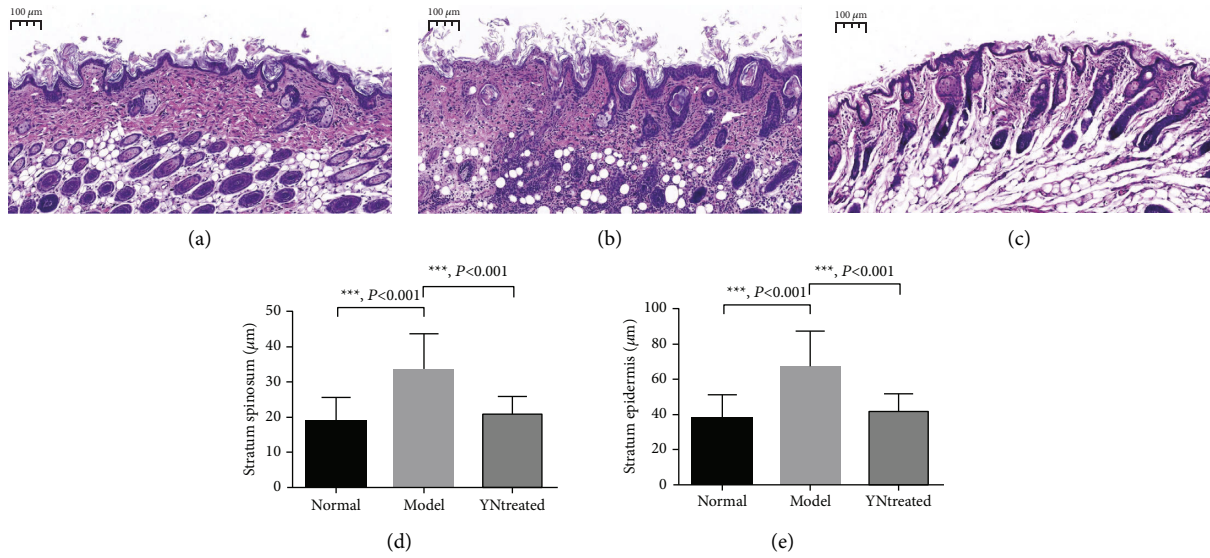 100 μm
100 μm
100 μm
(a)
(b)
(c)
***, P<0.001
***, P<0.001
Stratum spinosum (μm)
50
40
30
20
10
0
Normal
Model
YNtreated
(d)
***, P<0.001
***, P<0.001
Stratum epidermis (μm)
100
80
60
40
20
0
Normal
Model
YNtreated
(e)